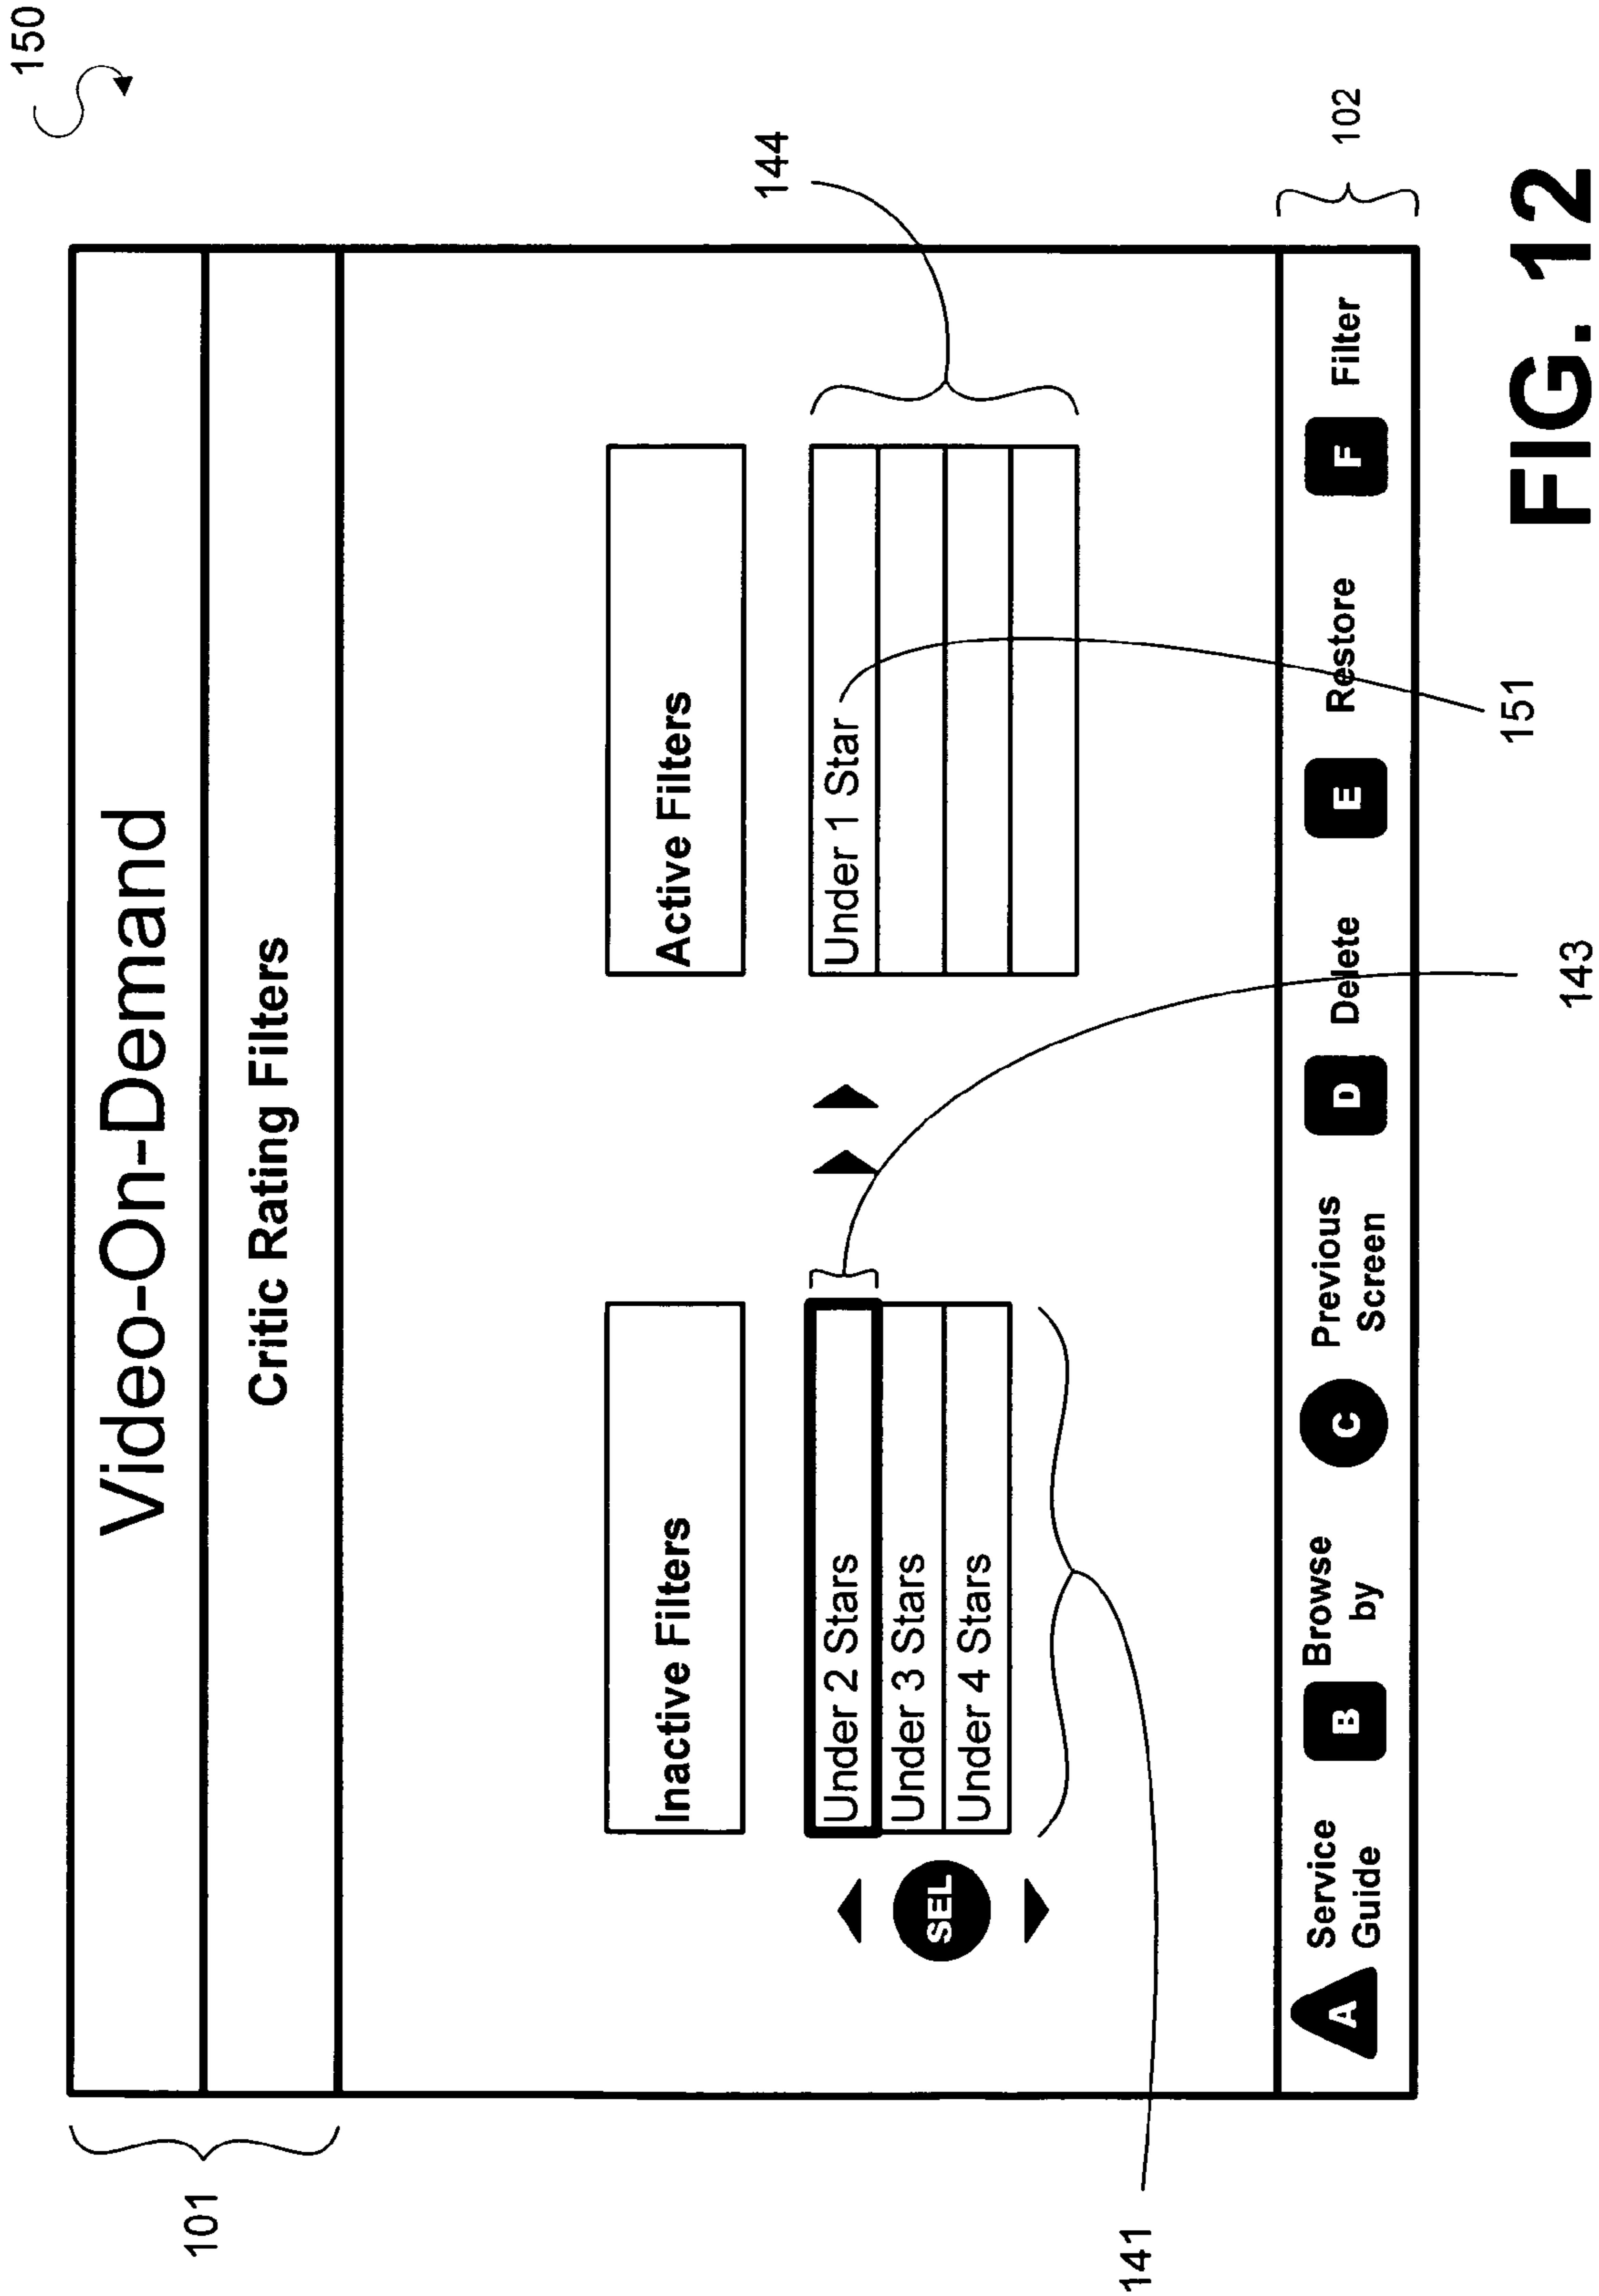 150
101
Video-On-Demand
Critic Rating Filters
Inactive Filters
Active Filters
144
Under 2 Stars
Under 3 Stars
Under 4 Stars
Under 1 Star
SEL
A Service Guide
B Browse by
C Previous Screen
D Delete
E Restore
F Filter
102
141
143
151
FIG. 12